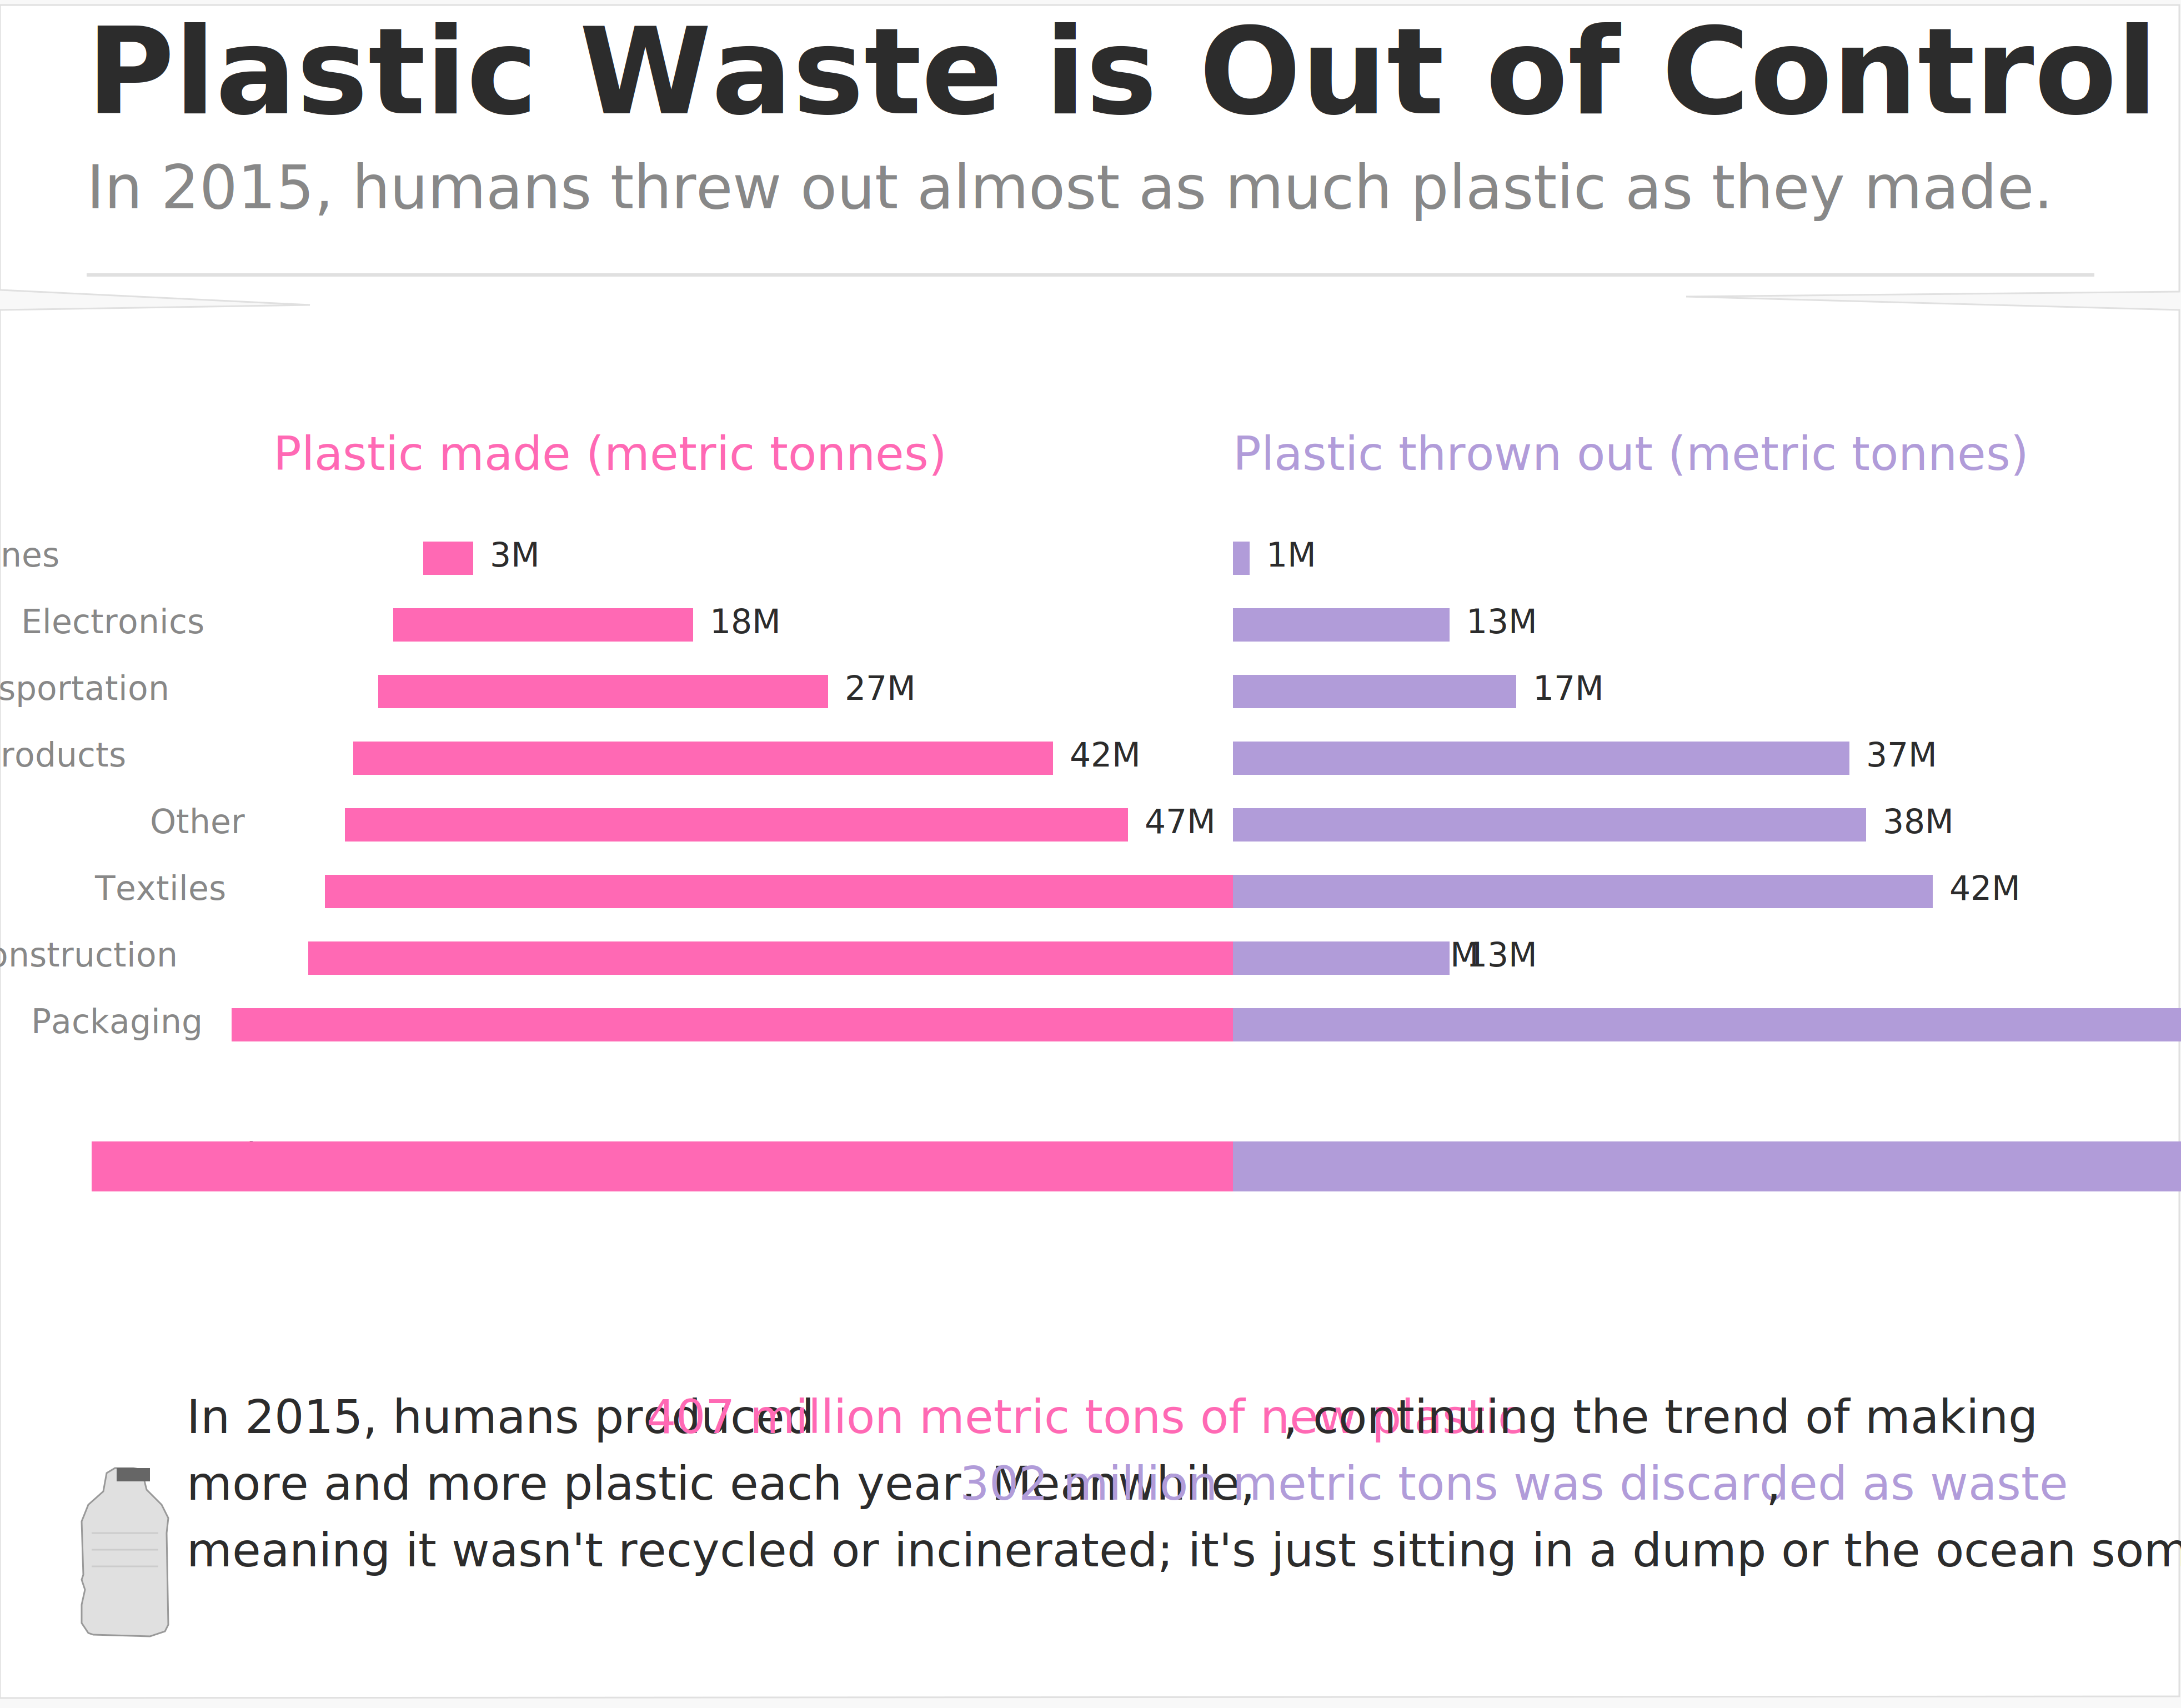 Plastic Waste is Out of Control
In 2015, humans threw out almost as much plastic as they made.
Plastic made (metric tonnes)
Plastic thrown out (metric tonnes)
nes 3M 1M
Electronics 18M 13M
sportation 27M 17M
roducts 42M 37M
Other 47M 38M
Textiles 42M
onstruction M 13M
Packaging
In 2015, humans produced 407 million metric tons of new plastic, continuing the trend of making
more and more plastic each year. Meanwhile, 302 million metric tons was discarded as waste,
meaning it wasn't recycled or incinerated; it's just sitting in a dump or the ocean som